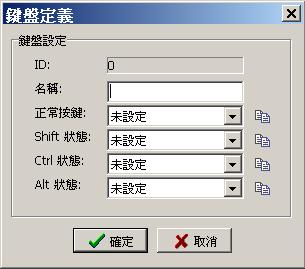 鍵盤定義
鍵盤設定
ID: 0
名稱:
正常按鍵: 未設定
Shift 狀態: 未設定
Ctrl 狀態: 未設定
Alt 狀態: 未設定
確定 取消